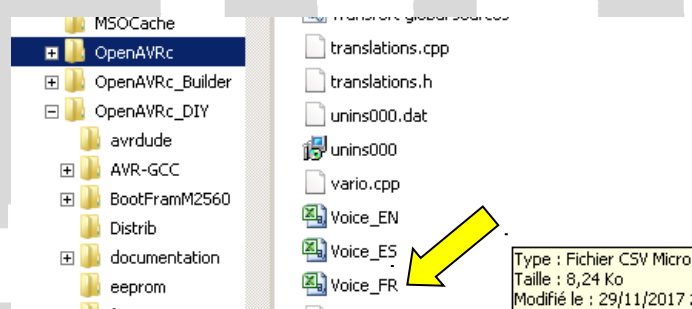 MSOCache
OpenAVRc
OpenAVRc_Builder
OpenAVRc_DIY
avrdude
AVR-GCC
BootFramM2560
Distrib
documentation
eeprom
translations.cpp
translations.h
unins000.dat
unins000
vario.cpp
Voice_EN
Voice_ES
Voice_FR
Type : Fichier CSV Micro
Taille : 8,24 Ko
Modifié le : 29/11/2017